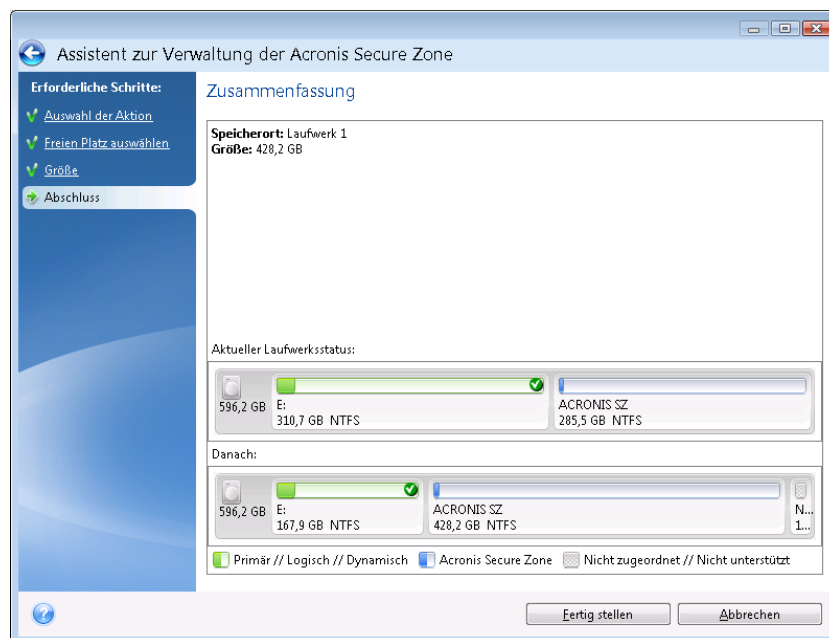 Assistent zur Verwaltung der Acronis Secure Zone
Erforderliche Schritte:
Auswahl der Aktion
Freien Platz auswählen
Größe
Abschluss
Zusammenfassung
Speicherort: Laufwerk 1
Größe: 428,2 GB
Aktueller Laufwerksstatus:
596,2 GB
E:
310,7 GB NTFS
ACRONIS SZ
285,5 GB NTFS
Danach:
596,2 GB
E:
167,9 GB NTFS
ACRONIS SZ
428,2 GB NTFS
N...
1...
Primär // Logisch // Dynamisch
Acronis Secure Zone
Nicht zugeordnet // Nicht unterstützt
Fertig stellen
Abbrechen